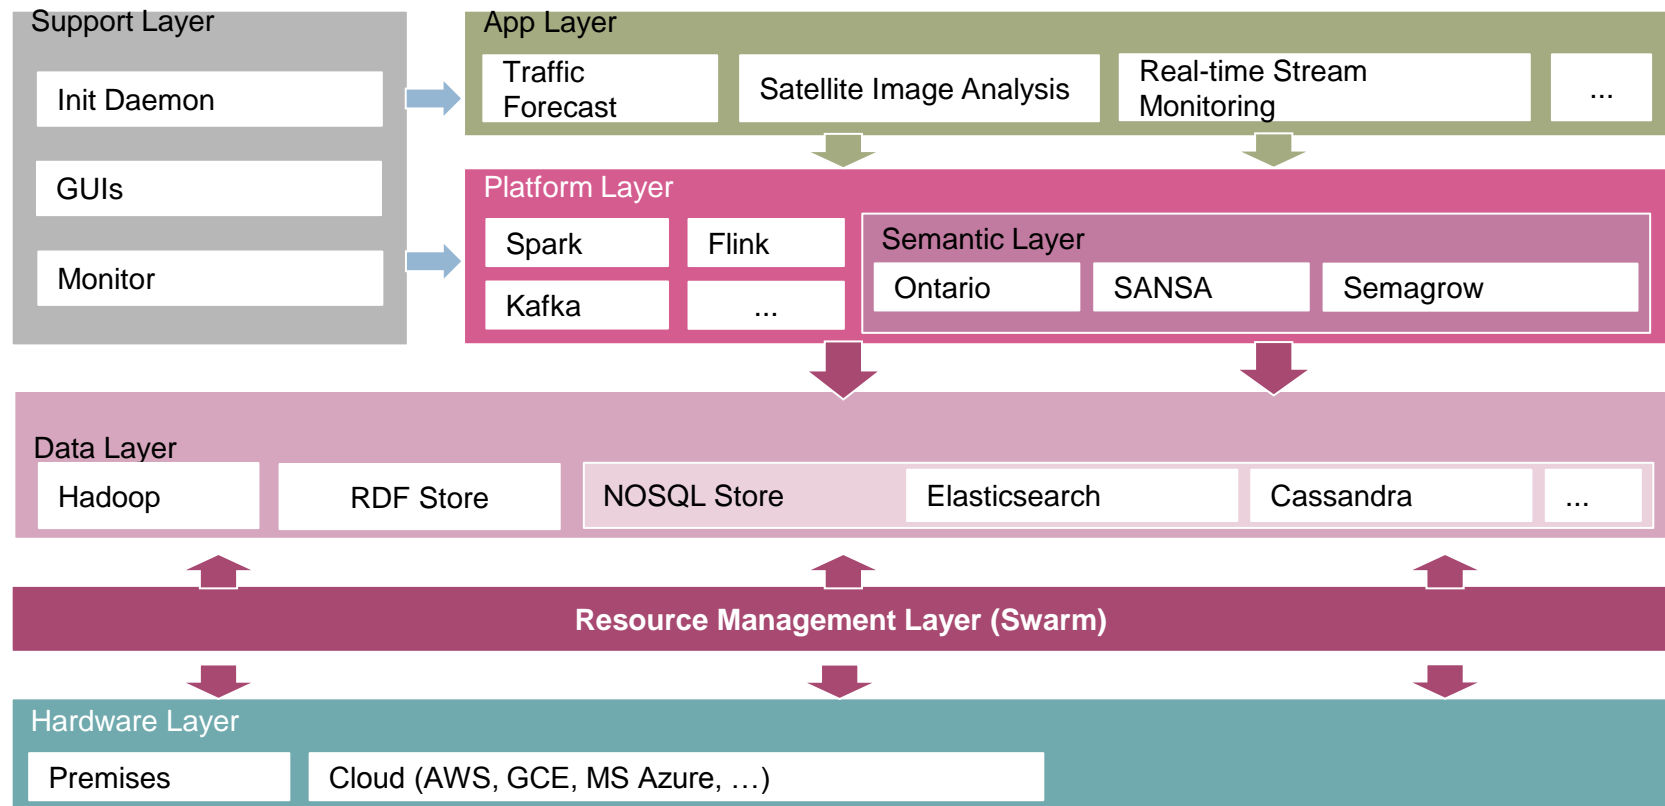 Support Layer
Init Daemon
GUIs
Monitor
App Layer
Traffic
Forecast
Satellite Image Analysis
Real-time Stream
Monitoring
...
Platform Layer
Spark
Flink
Kafka
...
Semantic Layer
Ontario
SANSA
Semagrow
Data Layer
Hadoop
RDF Store
NOSQL Store
Elasticsearch
Cassandra
...
Resource Management Layer (Swarm)
Hardware Layer
Premises
Cloud (AWS, GCE, MS Azure, …)